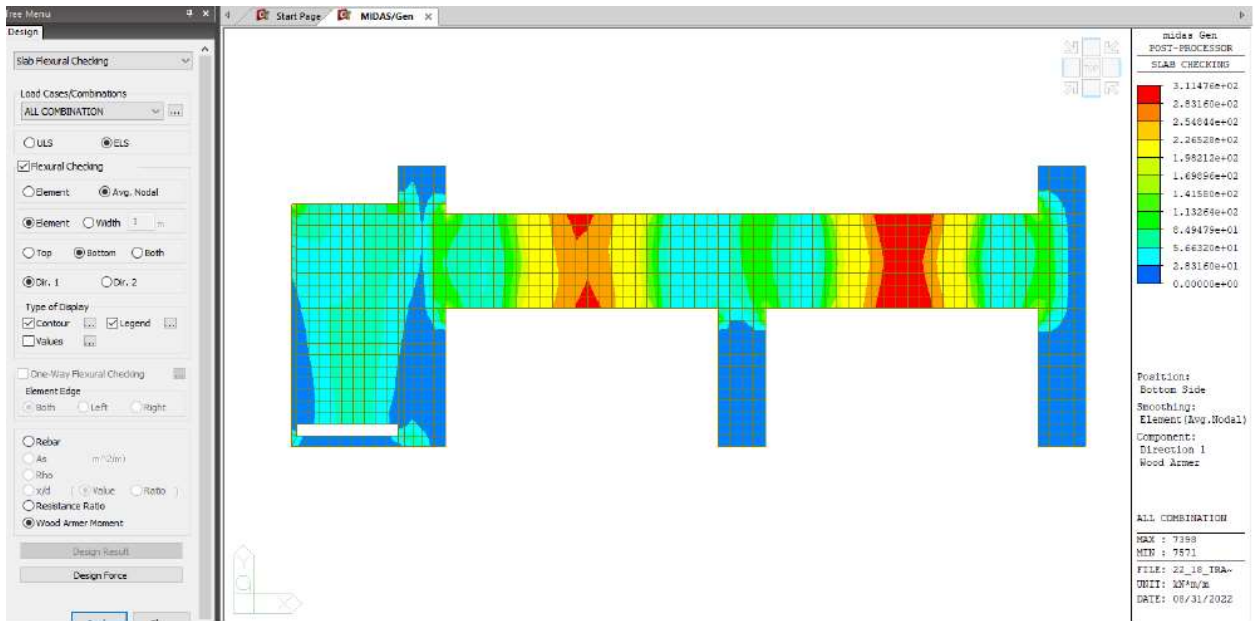 Tree Menu
Start Page
MIDAS/Gen
Design
Slab Flexural Checking
Load Cases/Combinations
ALL COMBINATION
ULS ELS
Flexural Checking
Element Avg. Nodal
Element Width 1 m
Top Bottom Both
Dir. 1 Dir. 2
Type of Display
Contour Legend
Values
One-Way Flexural Checking
Element Edge
Both Left Right
Rebar
As m^2/m)
Rho
x/d ( Value Ratio )
Resistance Ratio
Wood Armer Moment
Design Result
Design Force
TOP
Y
X
midas Gen
POST-PROCESSOR
SLAB CHECKING
3.11476e+02
2.83160e+02
2.54844e+02
2.26528e+02
1.98212e+02
1.69896e+02
1.41580e+02
1.13264e+02
8.49479e+01
5.66320e+01
2.83160e+01
0.00000e+00
Position:
Bottom Side
Smoothing:
Element(Avg.Nodal)
Component:
Direction 1
Wood Armer
ALL COMBINATION
MAX : 7398
MIN : 7571
FILE: 22_18_TRA~
UNIT: kN*m/m
DATE: 08/31/2022